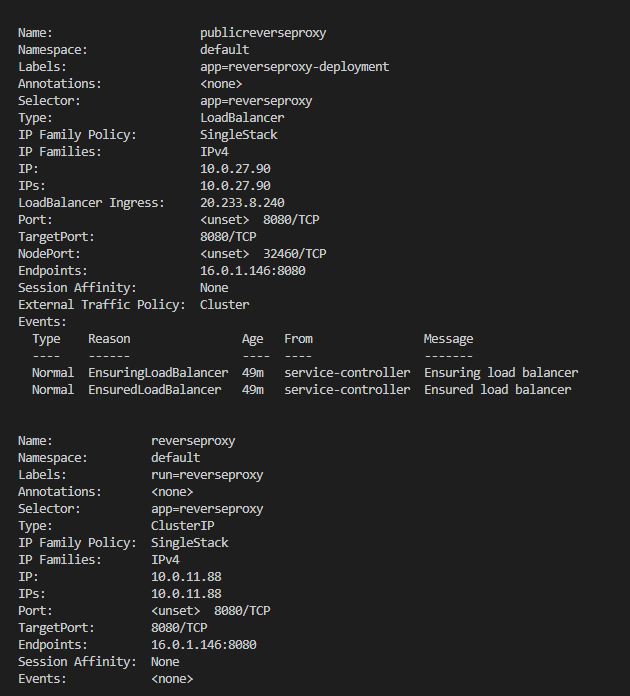 Name:                     publicreverseproxy
Namespace:                default
Labels:                   app=reverseproxy-deployment
Annotations:              <none>
Selector:                 app=reverseproxy
Type:                     LoadBalancer
IP Family Policy:         SingleStack
IP Families:              IPv4
IP:                       10.0.27.90
IPs:                      10.0.27.90
LoadBalancer Ingress:     20.233.8.240
Port:                     <unset>  8080/TCP
TargetPort:               8080/TCP
NodePort:                 <unset>  32460/TCP
Endpoints:                16.0.1.146:8080
Session Affinity:         None
External Traffic Policy:  Cluster
Events:
  Type    Reason                Age   From                Message
  ----    ------                ----  ----                -------
  Normal  EnsuringLoadBalancer  49m   service-controller  Ensuring load balancer
  Normal  EnsuredLoadBalancer   49m   service-controller  Ensured load balancer
Name:              reverseproxy
Namespace:         default
Labels:            run=reverseproxy
Annotations:       <none>
Selector:          app=reverseproxy
Type:              ClusterIP
IP Family Policy:  SingleStack
IP Families:       IPv4
IP:                10.0.11.88
IPs:               10.0.11.88
Port:              <unset>  8080/TCP
TargetPort:        8080/TCP
Endpoints:         16.0.1.146:8080
Session Affinity:  None
Events:            <none>